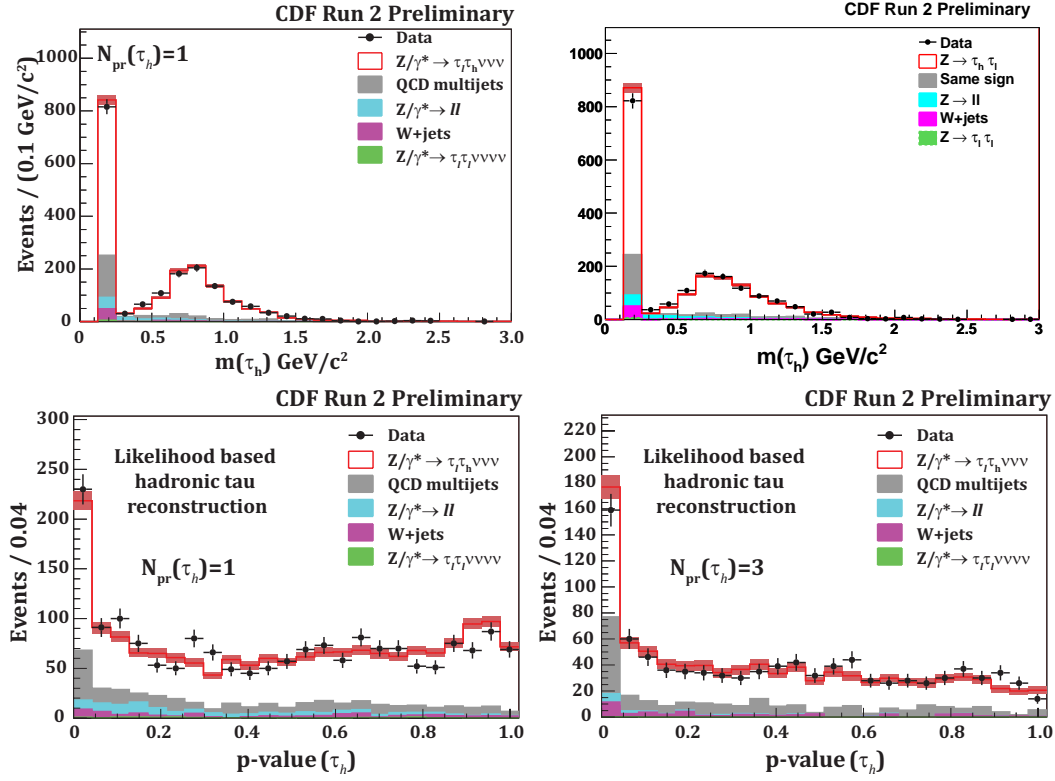 CDF Run 2 Preliminary
N_pr(τ_h)=1
Data
Z/γ* → τ_lτ_hννν
QCD multijets
Z/γ* → ll
W+jets
Z/γ* → τ_lτ_lνννν
Events / (0.1 GeV/c²)
1000
800
600
400
200
0
0 0.5 1.0 1.5 2.0 2.5 3.0
m(τ_h) GeV/c²
CDF Run 2 Preliminary
Data
Z → τ_h τ_l
Same sign
Z → ll
W+jets
Z → τ_l τ_l
1000
800
600
400
200
0
0 0.5 1 1.5 2 2.5 3
m(τ_h) GeV/c²
CDF Run 2 Preliminary
Likelihood based
hadronic tau
reconstruction
N_pr(τ_h)=1
Data
Z/γ* → τ_lτ_hννν
QCD multijets
Z/γ* → ll
W+jets
Z/γ* → τ_lτ_lνννν
Events / 0.04
300
250
200
150
100
50
0
0.0 0.2 0.4 0.6 0.8 1.0
p-value (τ_h)
CDF Run 2 Preliminary
Likelihood based
hadronic tau
reconstruction
N_pr(τ_h)=3
Data
Z/γ* → τ_lτ_hννν
QCD multijets
Z/γ* → ll
W+jets
Z/γ* → τ_lτ_lνννν
Events / 0.04
220
200
180
160
140
120
100
80
60
40
20
0
0.0 0.2 0.4 0.6 0.8 1.0
p-value (τ_h)